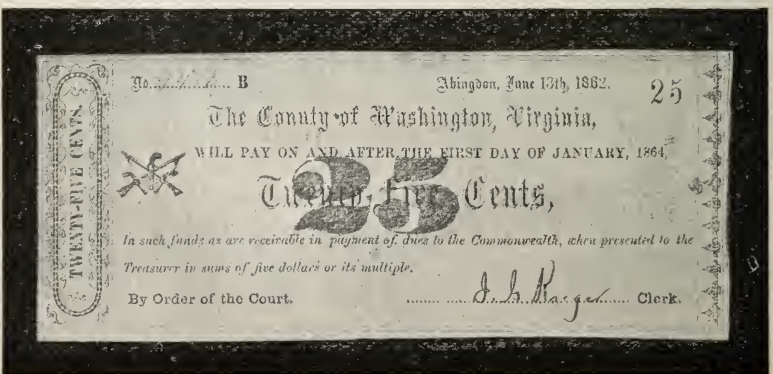 No. B Abingdon, June 13th, 1862. 25
The County of Washington, Virginia,
WILL PAY ON AND AFTER THE FIRST DAY OF JANUARY, 1864,
25
Twenty-Five Cents,
In such funds as are receivable in payment of dues to the Commonwealth, when presented to the
Treasurer in sums of five dollars or its multiple.
By Order of the Court. Clerk.
TWENTY-FIVE CENTS.